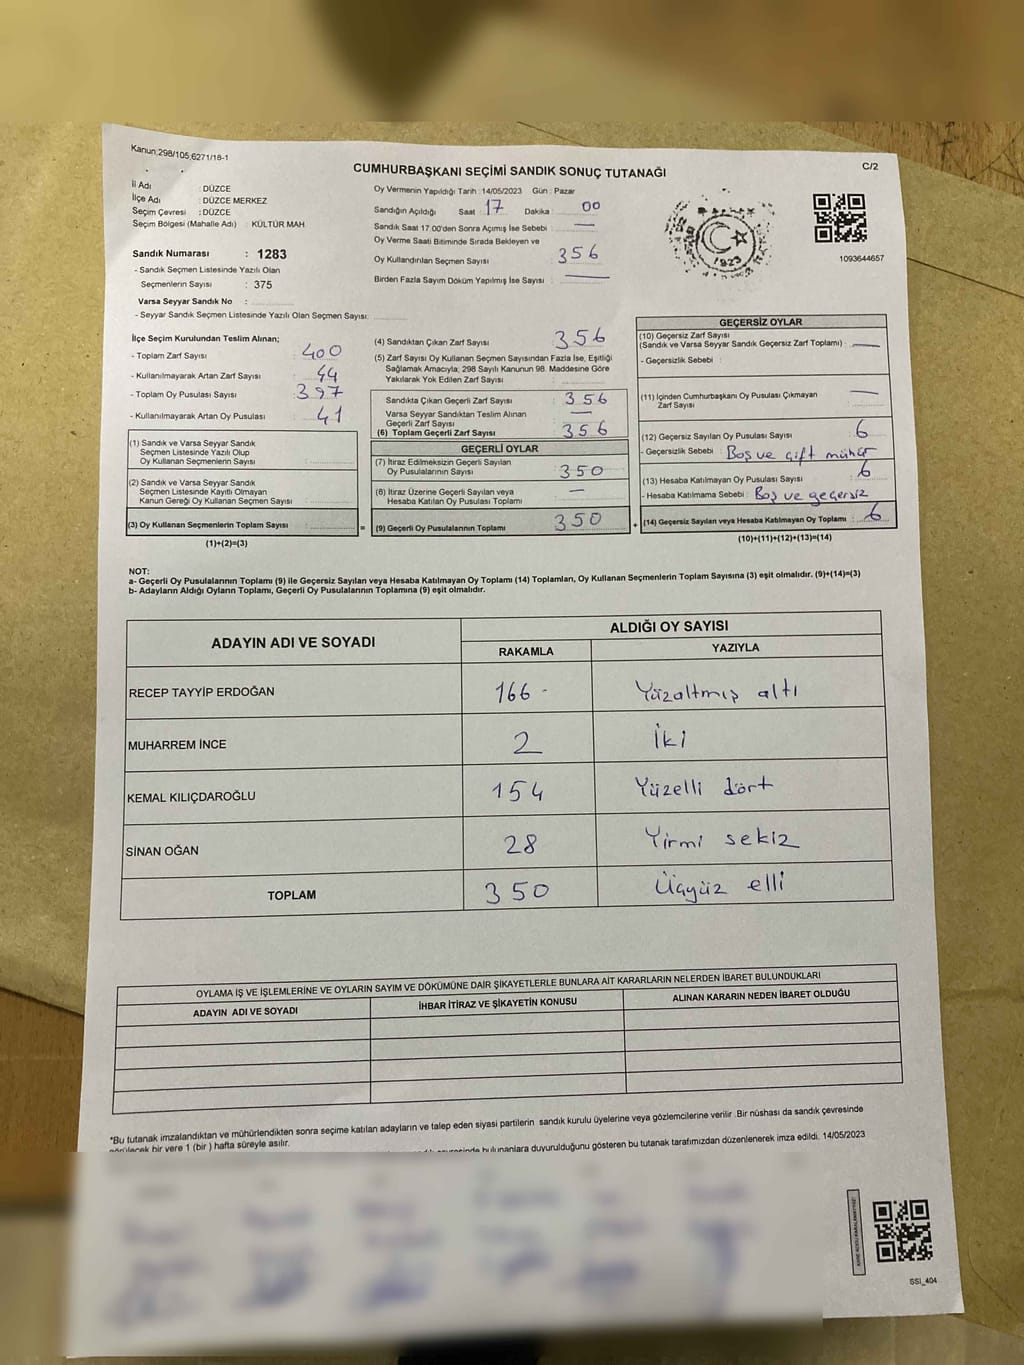 Kanun;298/105,6271/18-1
CUMHURBAŞKANI SEÇİMİ SANDIK SONUÇ TUTANAĞI
C/2
İl Adı : DÜZCE
İlçe Adı : DÜZCE MERKEZ
Seçim Çevresi : DÜZCE
Seçim Bölgesi (Mahalle Adı) : KÜLTÜR MAH
Sandık Numarası : 1283
- Sandık Seçmen Listesinde Yazılı Olan
Seçmenlerin Sayısı : 375
Varsa Seyyar Sandık No :
- Seyyar Sandık Seçmen Listesinde Yazılı Olan Seçmen Sayısı:
Oy Vermenin Yapıldığı Tarih : 14/05/2023 Gün : Pazar
Sandığın Açıldığı Saat : 17 Dakika : 00
Sandık Saat 17.00'den Sonra Açımış İse Sebebi : —
Oy Verme Saati Bitiminde Sırada Bekleyen ve
Oy Kullandırılan Seçmen Sayısı : 356
Birden Fazla Sayım Döküm Yapılmış İse Sayısı : —
1923
1093644657
İlçe Seçim Kurulundan Teslim Alınan;
- Toplam Zarf Sayısı : 400
- Kullanılmayarak Artan Zarf Sayısı : 44
- Toplam Oy Pusulası Sayısı : 397
- Kullanılmayarak Artan Oy Pusulası : 41
(1) Sandık ve Varsa Seyyar Sandık
Seçmen Listesinde Yazılı Olup
Oy Kullanan Seçmenlerin Sayısı :
(2) Sandık ve Varsa Seyyar Sandık
Seçmen Listesinde Kayıtlı Olmayan
Kanun Gereği Oy Kullanan Seçmen Sayısı :
(3) Oy Kullanan Seçmenlerin Toplam Sayısı : =
(1)+(2)=(3)
(4) Sandıktan Çıkan Zarf Sayısı : 356
(5) Zarf Sayısı Oy Kullanan Seçmen Sayısından Fazla İse, Eşitliği
Sağlamak Amacıyla; 298 Sayılı Kanunun 98. Maddesine Göre
Yakılarak Yok Edilen Zarf Sayısı :
Sandıkta Çıkan Geçerli Zarf Sayısı : 356
Varsa Seyyar Sandıktan Teslim Alınan
Geçerli Zarf Sayısı : —
(6) Toplam Geçerli Zarf Sayısı : 356
GEÇERLİ OYLAR
(7) İtiraz Edilmeksizin Geçerli Sayılan
Oy Pusulalarının Sayısı : 350
(8) İtiraz Üzerine Geçerli Sayılan veya
Hesaba Katılan Oy Pusulası Toplamı : —
(9) Geçerli Oy Pusulalarının Toplamı : 350 +
GEÇERSİZ OYLAR
(10) Geçersiz Zarf Sayısı
(Sandık ve Varsa Seyyar Sandık Geçersiz Zarf Toplamı) : —
- Geçersizlik Sebebi :
(11) İçinden Cumhurbaşkanı Oy Pusulası Çıkmayan
Zarf Sayısı : —
(12) Geçersiz Sayılan Oy Pusulası Sayısı : 6
- Geçersizlik Sebebi : Boş ve çift mühür
(13) Hesaba Katılmayan Oy Pusulası Sayısı : 6
- Hesaba Katılmama Sebebi : Boş ve geçersiz
(14) Geçersiz Sayılan veya Hesaba Katılmayan Oy Toplamı : 6
(10)+(11)+(12)+(13)=(14)
NOT:
a- Geçerli Oy Pusulalarının Toplamı (9) ile Geçersiz Sayılan veya Hesaba Katılmayan Oy Toplamı (14) Toplamları, Oy Kullanan Seçmenlerin Toplam Sayısına (3) eşit olmalıdır. (9)+(14)=(3)
b- Adayların Aldığı Oyların Toplamı, Geçerli Oy Pusulalarının Toplamına (9) eşit olmalıdır.
ADAYIN ADI VE SOYADI ALDIĞI OY SAYISI
RAKAMLA YAZIYLA
RECEP TAYYİP ERDOĞAN 166 - Yüzaltmış altı
MUHARREM İNCE 2 İki
KEMAL KILIÇDAROĞLU 154 Yüzelli dört
SİNAN OĞAN 28 Yirmi sekiz
TOPLAM 350 Üçyüz elli
OYLAMA İŞ VE İŞLEMLERİNE VE OYLARIN SAYIM VE DÖKÜMÜNE DAİR ŞİKAYETLERLE BUNLARA AİT KARARLARIN NELERDEN İBARET BULUNDUKLARI
ADAYIN ADI VE SOYADI İHBAR İTİRAZ VE ŞİKAYETİN KONUSU ALINAN KARARIN NEDEN İBARET OLDUĞU
*Bu tutanak imzalandıktan ve mühürlendikten sonra seçime katılan adayların ve talep eden siyasi partilerin sandık kurulu üyelerine veya gözlemcilerine verilir .Bir nüshası da sandık çevresinde
görülecek bir yere 1 (bir ) hafta süreyle asılır.
bulunanlara duyurulduğunu gösteren bu tutanak tarafımızdan düzenlenerek imza edildi. 14/05/2023
SSİ_404